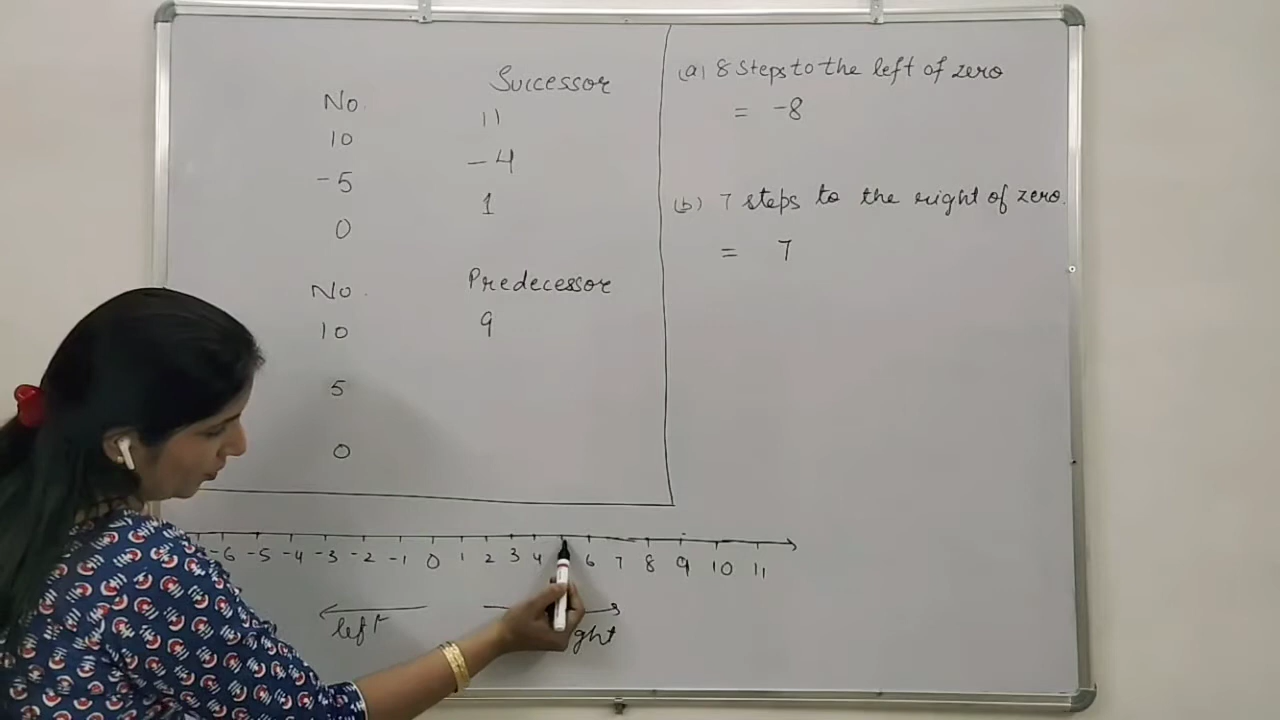 No. Successor
10 11
-5 -4
0 1
No. Predecessor
10 9
5
0
(a) 8 steps to the left of zero
= -8
(b) 7 steps to the right of zero.
= 7
-6 -5 -4 -3 -2 -1 0 1 2 3 4 6 7 8 9 10 11
left ght